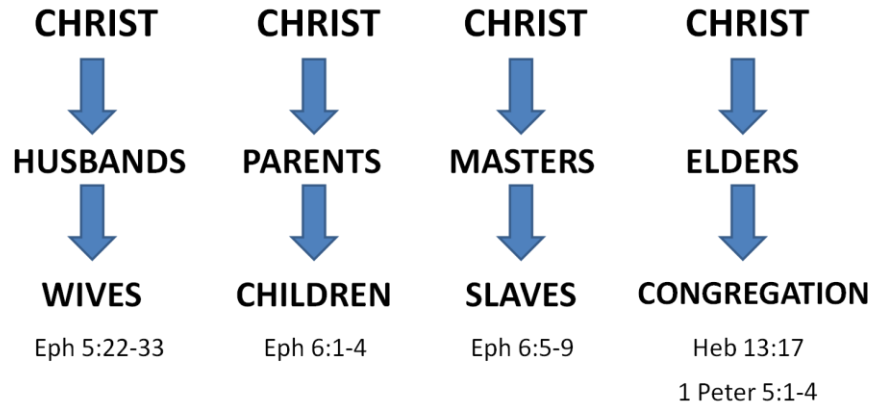 CHRIST CHRIST CHRIST CHRIST
HUSBANDS PARENTS MASTERS ELDERS
WIVES CHILDREN SLAVES CONGREGATION
Eph 5:22-33 Eph 6:1-4 Eph 6:5-9 Heb 13:17
1 Peter 5:1-4